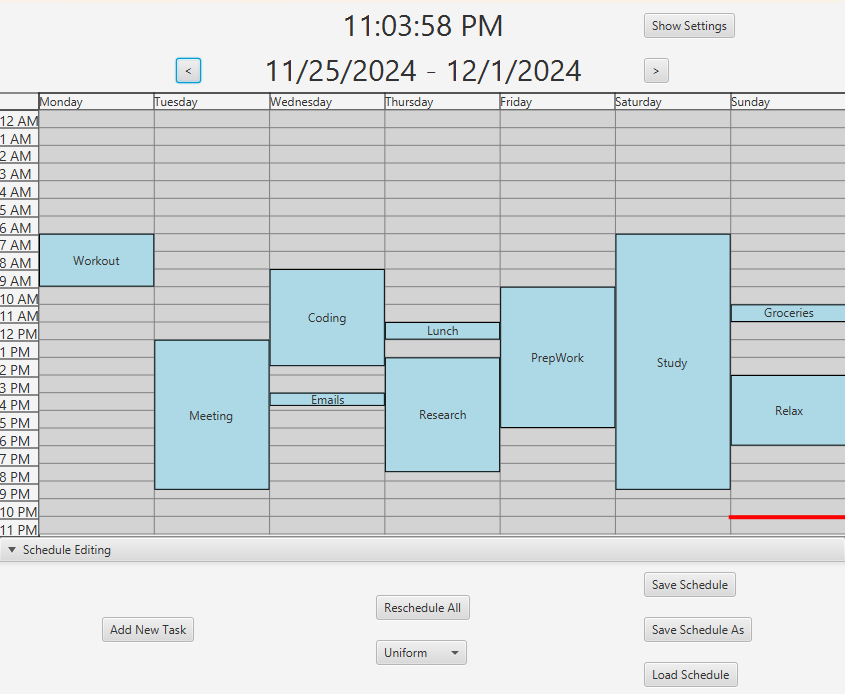 11:03:58 PM
Show Settings
<
11/25/2024 - 12/1/2024
>
Monday Tuesday Wednesday Thursday Friday Saturday Sunday
12 AM
1 AM
2 AM
3 AM
4 AM
5 AM
6 AM
7 AM
Workout
8 AM
9 AM
10 AM
11 AM
Groceries
Coding
12 PM
Lunch
1 PM
PrepWork
2 PM
Study
3 PM
4 PM
Emails
Relax
Meeting
Research
5 PM
6 PM
7 PM
8 PM
9 PM
10 PM
11 PM
Schedule Editing
Save Schedule
Reschedule All
Add New Task
Save Schedule As
Uniform
Load Schedule